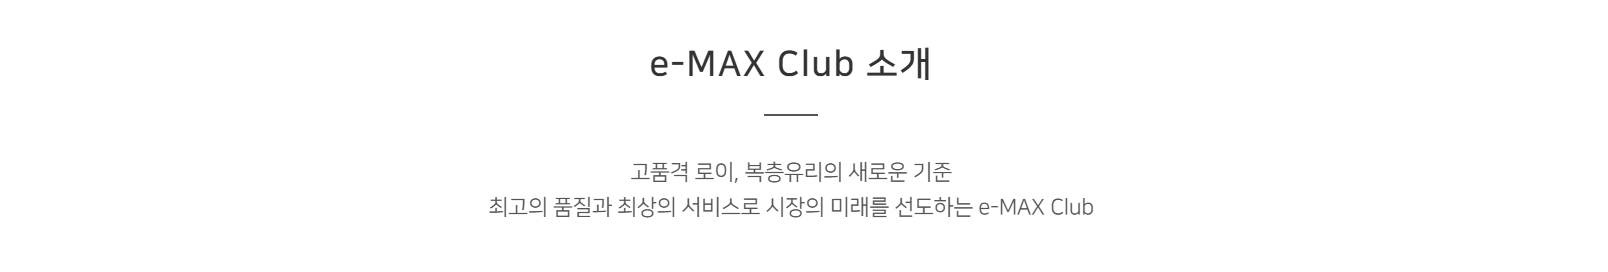 e-MAX Club 소개
고품격 로이, 복층유리의 새로운 기준
최고의 품질과 최상의 서비스로 시장의 미래를 선도하는 e-MAX Club